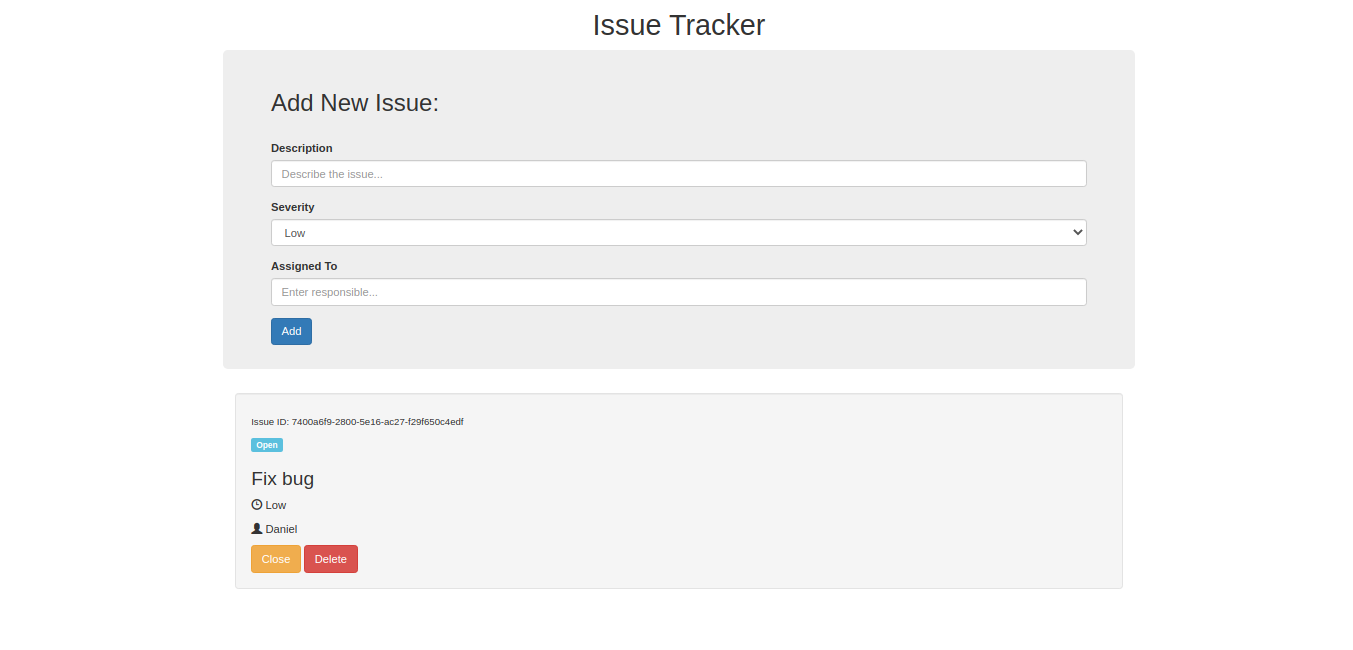 Issue Tracker
Add New Issue:
Description
Describe the issue...
Severity
Low
Assigned To
Enter responsible...
Add
Issue ID: 7400a6f9-2800-5e16-ac27-f29f650c4edf
Open
Fix bug
Low
Daniel
Close Delete